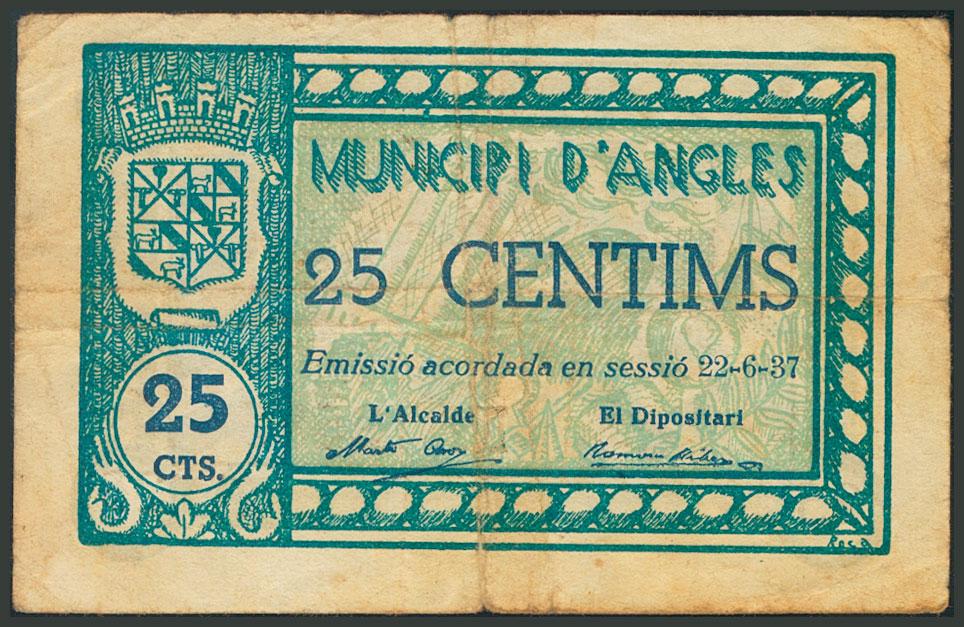 MUNICIPI D'ANGLES
25 CENTIMS
Emissió acordada en sessió 22-6-37
L'Alcalde El Dipositari
25
CTS.